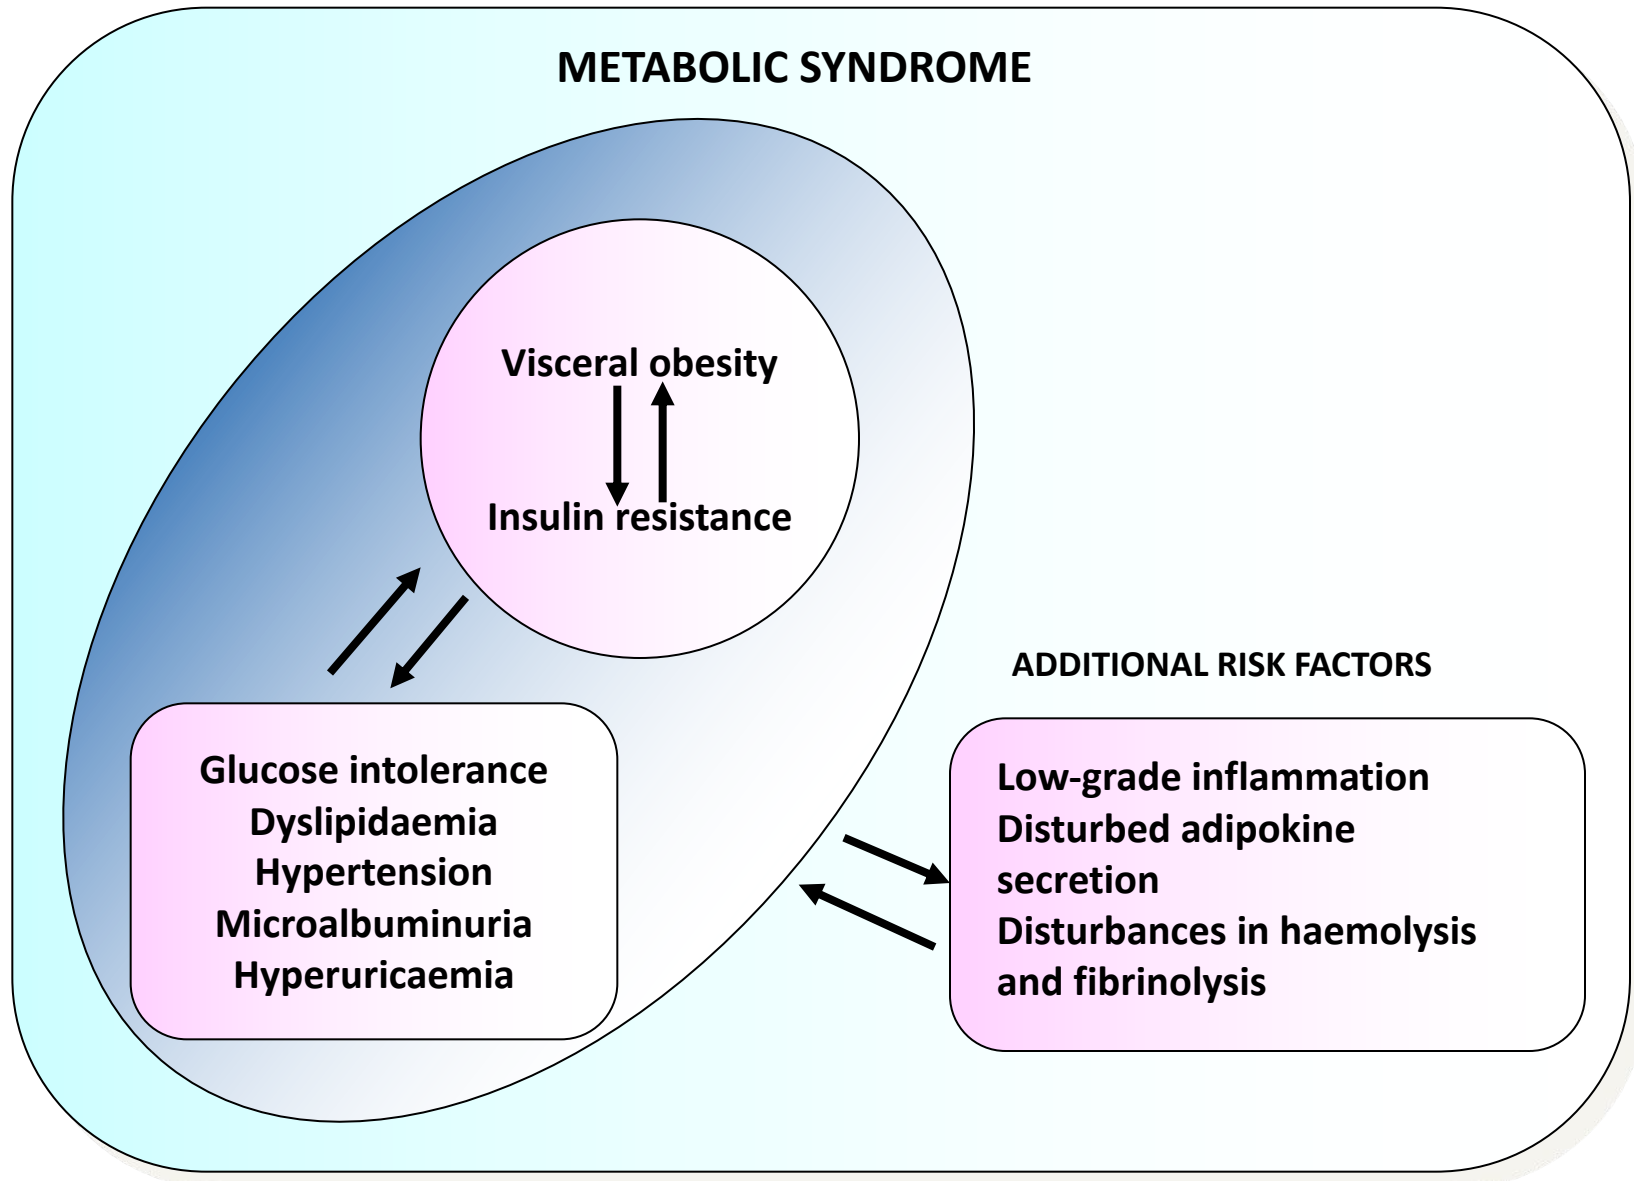 METABOLIC SYNDROME
Visceral obesity
Insulin resistance
Glucose intolerance
Dyslipidaemia
Hypertension
Microalbuminuria
Hyperuricaemia
ADDITIONAL RISK FACTORS
Low-grade inflammation
Disturbed adipokine
secretion
Disturbances in haemolysis
and fibrinolysis